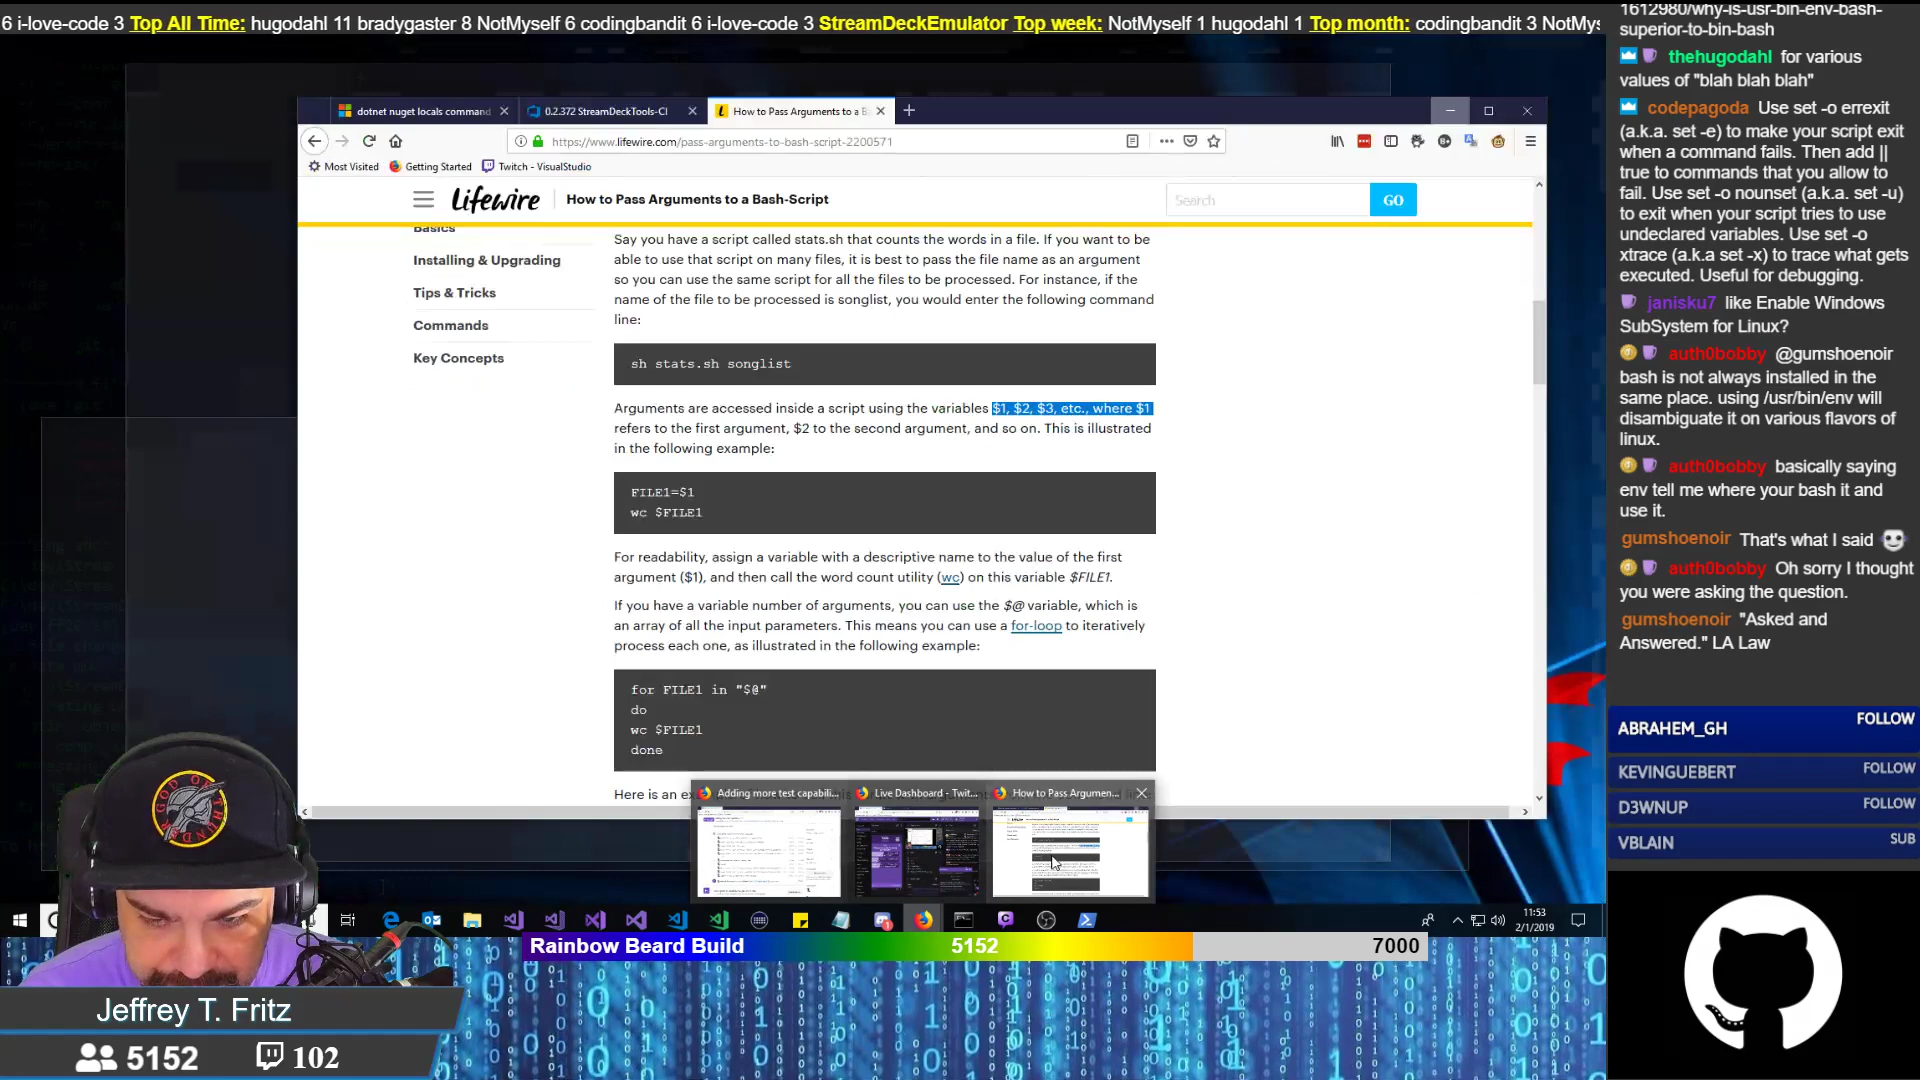 6 i-love-code 3 Top All Time: hugodahl 11 bradygaster 8 NotMyself 6 codingbandit 6 i-love-code 3 StreamDeckEmulator Top week: NotMyself 1 hugodahl 1 Top month: codingbandit 3 NotMys
dotnet nuget locals command
0.2.372 StreamDeckTools-CI
How to Pass Arguments to a B
https://www.lifewire.com/pass-arguments-to-bash-script-2200571
Most Visited
Getting Started
Twitch - VisualStudio
Lifewire
How to Pass Arguments to a Bash-Script
Search
GO
Basics
Installing & Upgrading
Tips & Tricks
Commands
Key Concepts
Say you have a script called stats.sh that counts the words in a file. If you want to be
able to use that script on many files, it is best to pass the file name as an argument
so you can use the same script for all the files to be processed. For instance, if the
name of the file to be processed is songlist, you would enter the following command
line:
sh stats.sh songlist
Arguments are accessed inside a script using the variables $1, $2, $3, etc., where $1
refers to the first argument, $2 to the second argument, and so on. This is illustrated
in the following example:
FILE1=$1
wc $FILE1
For readability, assign a variable with a descriptive name to the value of the first
argument ($1), and then call the word count utility (wc) on this variable $FILE1.
If you have a variable number of arguments, you can use the $@ variable, which is
an array of all the input parameters. This means you can use a for-loop to iteratively
process each one, as illustrated in the following example:
for FILE1 in "$@"
do
wc $FILE1
done
Here is an ex
Adding more test capabili...
Live Dashboard - Twit...
How to Pass Argumen...
11:53
2/1/2019
1612980/why-is-usr-bin-env-bash-
superior-to-bin-bash
thehugodahl for various
values of "blah blah blah"
codepagoda Use set -o errexit
(a.k.a. set -e) to make your script exit
when a command fails. Then add ||
true to commands that you allow to
fail. Use set -o nounset (a.k.a. set -u)
to exit when your script tries to use
undeclared variables. Use set -o
xtrace (a.k.a set -x) to trace what gets
executed. Useful for debugging.
janisku7 like Enable Windows
SubSystem for Linux?
auth0bobby @gumshoenoir
bash is not always installed in the
same place. using /usr/bin/env will
disambiguate it on various flavors of
linux.
auth0bobby basically saying
env tell me where your bash it and
use it.
gumshoenoir That's what I said
auth0bobby Oh sorry I thought
you were asking the question.
gumshoenoir "Asked and
Answered." LA Law
ABRAHEM_GH FOLLOW
KEVINGUEBERT FOLLOW
D3WNUP FOLLOW
VBLAIN SUB
GOD OF THUNDER
Rainbow Beard Build 5152 7000
Jeffrey T. Fritz
5152 102